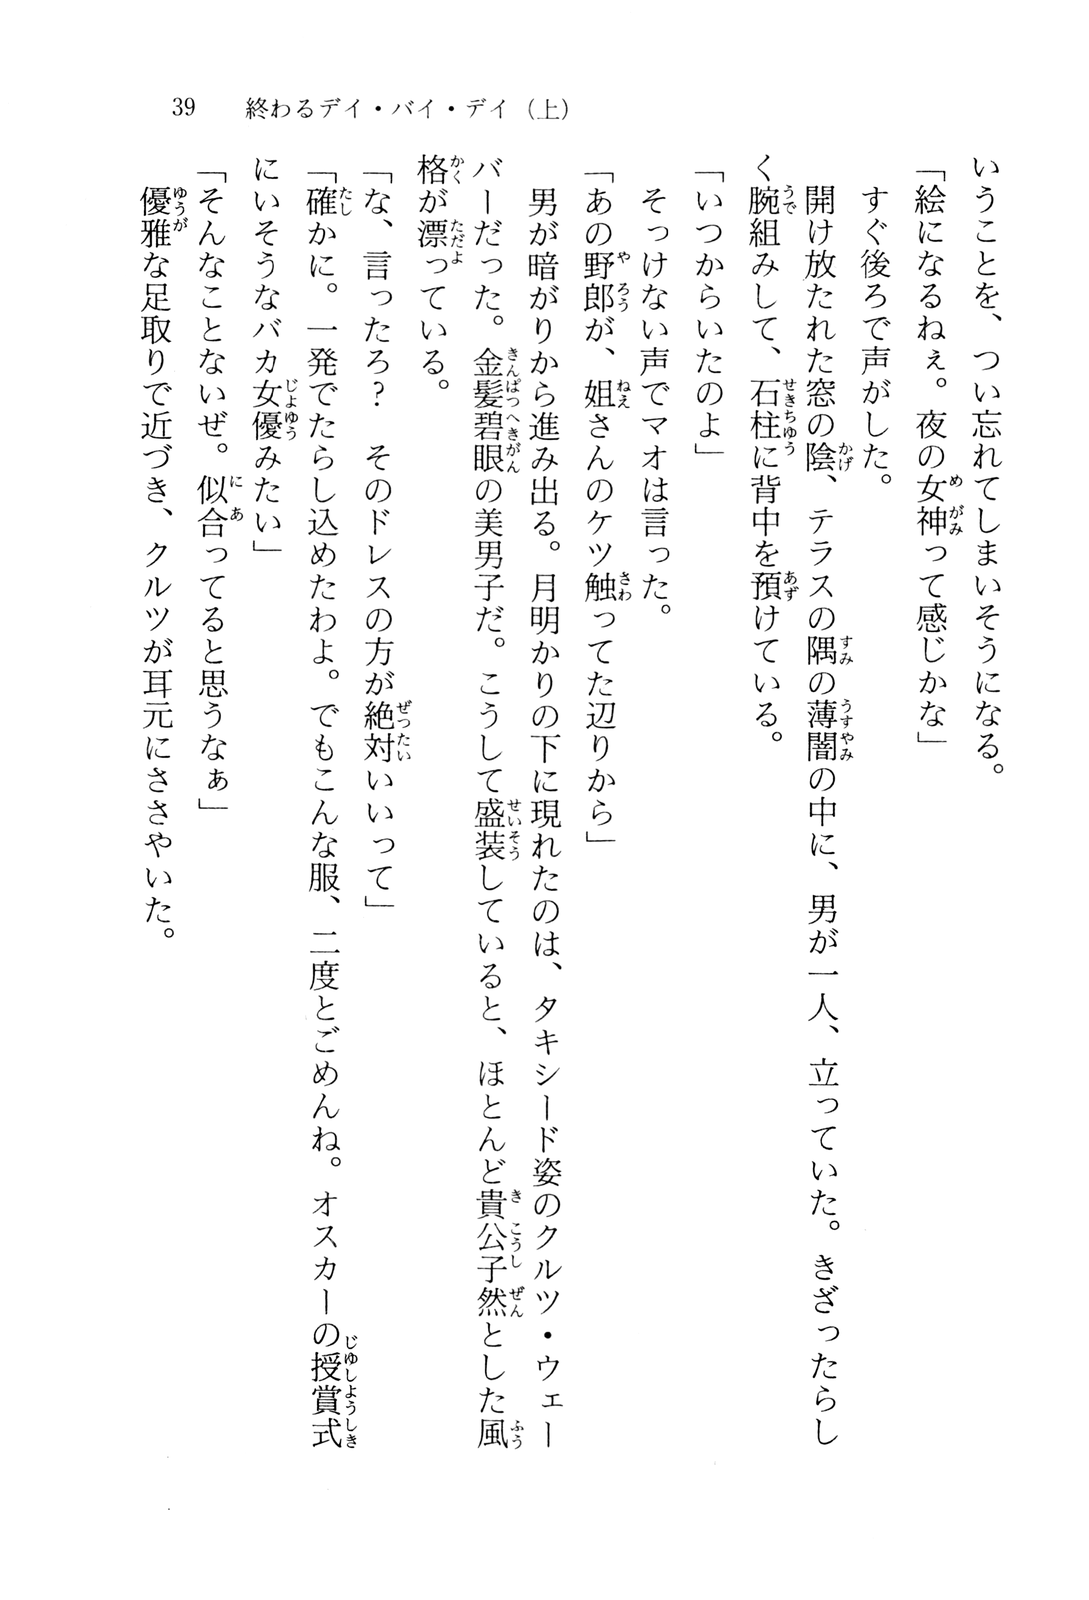 39　終わるデイ・バイ・デイ（上）
いうことを、つい忘れてしまいそうになる。
「絵になるねぇ。夜の女神って感じかな」
　すぐ後ろで声がした。
　開け放たれた窓の陰、テラスの隅の薄闇の中に、男が一人、立っていた。きざったらし
く腕組みして、石柱に背中を預けている。
「いつからいたのよ」
　そっけない声でマオは言った。
「あの野郎が、姐さんのケツ触ってた辺りから」
　男が暗がりから進み出る。月明かりの下に現れたのは、タキシード姿のクルツ・ウェー
バーだった。金髪碧眼の美男子だ。こうして盛装していると、ほとんど貴公子然とした風
格が漂っている。
「な、言ったろ？　そのドレスの方が絶対いいって」
「確かに。一発でたらし込めたわよ。でもこんな服、二度とごめんね。オスカーの授賞式
にいそうなバカ女優みたい」
「そんなことないぜ。似合ってると思うなぁ」
　優雅な足取りで近づき、クルツが耳元にささやいた。